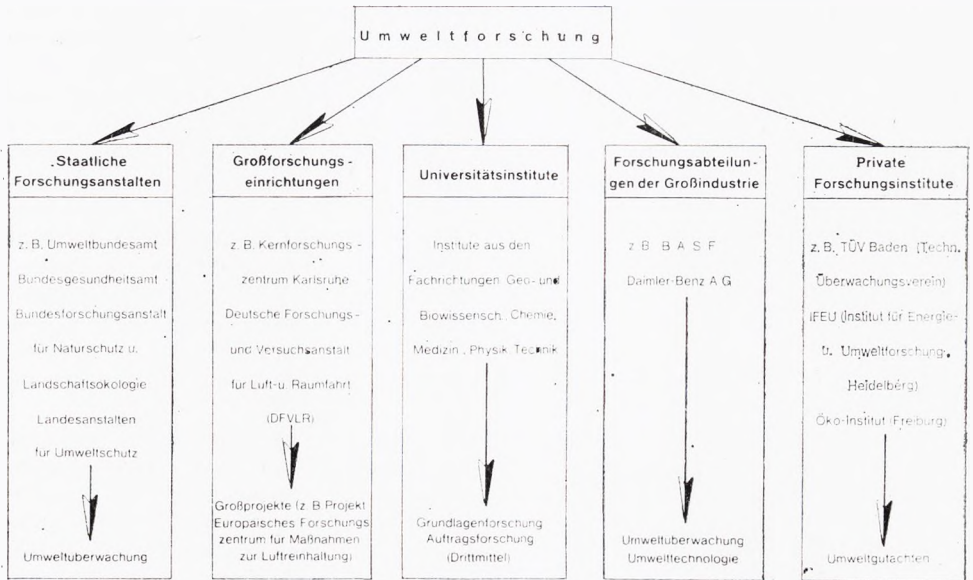 Umweltforschung
Staatliche
Forschungsanstalten
z. B. Umweltbundesamt
Bundesgesundheitsamt
Bundesforschungsanstalt
für Naturschutz u.
Landschaftsokologie
Landesanstalten
für Umweltschutz
Umweltuberwachung
Großforschungs-
einrichtungen
z. B. Kernforschungs-
zentrum Karlsruhe
Deutsche Forschungs-
und Versuchsanstalt
für Luft-u. Raumfahrt
(DFVLR)
Großprojekte (z. B Projekt
Europaisches Forschungs
zentrum für Maßnahmen
zur Luftreinhaltung)
Universitätsinstitute
Institute aus den
Fachrichtungen Geo- und
Biowissensch., Chemie,
Medizin, Physik Technik
Grundlagenforschung
Auftragsforschung
(Drittmittel)
Forschungsabteilun-
gen der Großindustrie
z. B. B A S F
Daimler-Benz A G
Umweltuberwachung
Umwelttechnologie
Private
Forschungsinstitute
z. B. TÜV Baden (Techn.
Überwachungsverein)
IFEU (Institut für Energie-
u. Umweltforschung,
Heidelberg)
Öko-Institut (Freiburg)
Umweltgutachten